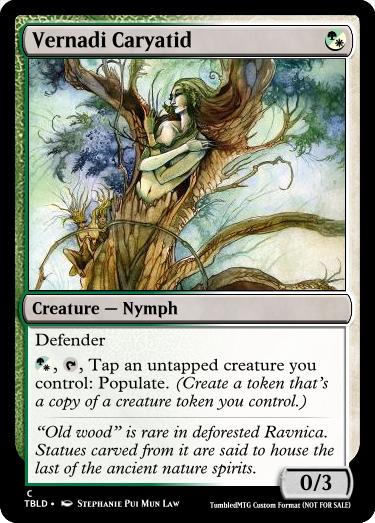 Vernadi Caryatid
Creature — Nymph
Defender
, , Tap an untapped creature you
control: Populate. (Create a token that's
a copy of a creature token you control.)
“Old wood” is rare in deforested Ravnica.
Statues carved from it are said to house the
last of the ancient nature spirits.
0/3
C
TBLD • Stephanie Pui Mun Law
TumbledMTG Custom Format (NOT FOR SALE)